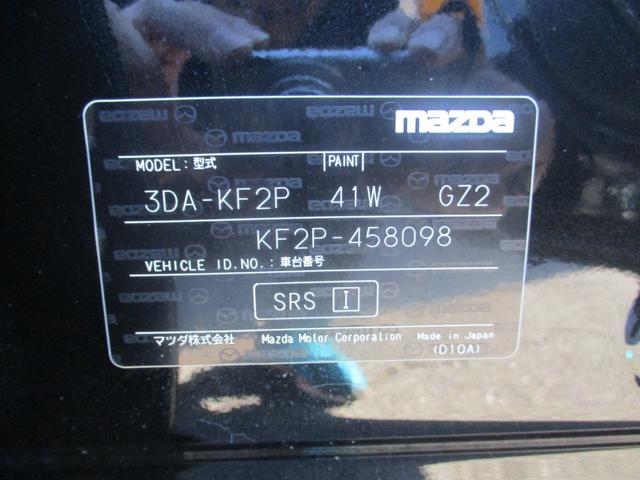 mazda
MODEL: 型式 PAINT
3DA-KF2P 41W GZ2
KF2P-458098
VEHICLE ID.NO.: 車台番号
SRS I
マツダ株式会社 Mazda Motor Corporation Made in Japan
(D10A)